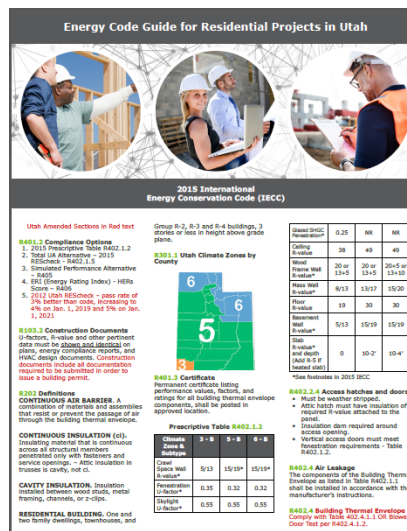 Energy Code Guide for Residential Projects in Utah
2015 International
Energy Conservation Code (IECC)
Utah Amended Sections in Red text
R401.2 Compliance Options
1. 2015 Prescriptive Table R402.1.2
2. Total UA Alternative – 2015
REScheck - R402.1.5
3. Simulated Performance Alternative
– R405
4. ERI (Energy Rating Index) - HERs
Score – R406
5. 2012 Utah REScheck – pass rate of
3% better than code, increasing to
4% on Jan. 1, 2019 and 5% on Jan.
1, 2021
R103.2 Construction Documents
U-factors, R-value and other pertinent
data must be shown and identical on
plans, energy compliance reports, and
HVAC design documents. Construction
documents include all documentation
required to be submitted in order to
issue a building permit.
R202 Definitions
CONTINUOUS AIR BARRIER. A
combination of materials and assemblies
that resist or prevent the passage of air
through the building thermal envelope.
CONTINUOUS INSULATION (ci).
Insulating material that is continuous
across all structural members
penetrated only with fasteners and
service openings. – Attic insulation in
trusses is cavity, not ci.
CAVITY INSULATION. Insulation
installed between wood studs, metal
framing, channels, or z-clips.
RESIDENTIAL BUILDING. One and
two family dwellings, townhouses, and
Group R-2, R-3 and R-4 buildings, 3
stories or less in height above grade
plane.
R301.1 Utah Climate Zones by
County
6
6
5
3
R401.3 Certificate
Permanent certificate listing
performance values, factors, and
ratings for all building thermal envelope
components, shall be posted in
approved location.
Prescriptive Table R402.1.2
Climate Zone & Subtype 3 - B 5 - B 6 - B
Crawl Space Wall R-value* 5/13 15/19* 15/19*
Fenestration U-factor* 0.35 0.32 0.32
Skylight U-factor* 0.55 0.55 0.55
Glazed SHGC Fenestration* 0.25 NR NR
Ceiling R-value 38 49 49
Wood Frame Wall R-value* 20 or 13+5 20 or 13+5 20+5 or 13+10
Mass Wall R-value* 8/13 13/17 15/20
Floor R-value 19 30 30
Basement Wall R-value* 5/13 15/19 15/19
Slab R-value* and depth (Add R-5 if heated slab) 0 10-2' 10-4'
*See footnotes in 2015 IECC
R402.2.4 Access hatches and doors
• Must be weather stripped.
• Attic hatch must have insulation of
required R-value attached to the
panel.
• Insulation dam required around
access opening.
• Vertical access doors must meet
fenestration requirements - Table
R402.1.2.
R402.4 Air Leakage
The components of the Building Thermal
Envelope as listed in Table R402.4.1.1
shall be installed in accordance with the
manufacturer's instructions.
R402.4 Building Thermal Envelope
Comply with Table 402.4.1.1 OR Blower
Door Test per R402.4.1.2.